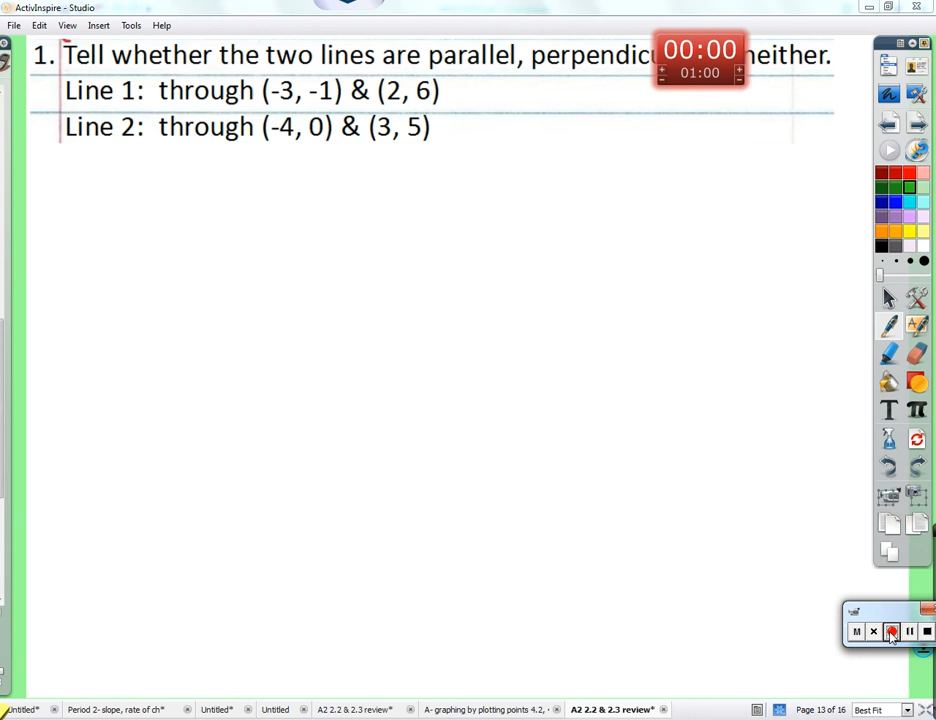 ActivInspire - Studio
File Edit View Insert Tools Help
1. Tell whether the two lines are parallel, perpendicu neither.
00:00
01:00
Line 1: through (-3, -1) & (2, 6)
Line 2: through (-4, 0) & (3, 5)
M
Untitled* Period 2- slope, rate of ch* Untitled* Untitled A2 2.2 & 2.3 review* A- graphing by plotting points 4.2, A2 2.2 & 2.3 review* Page 13 of 16 Best Fit